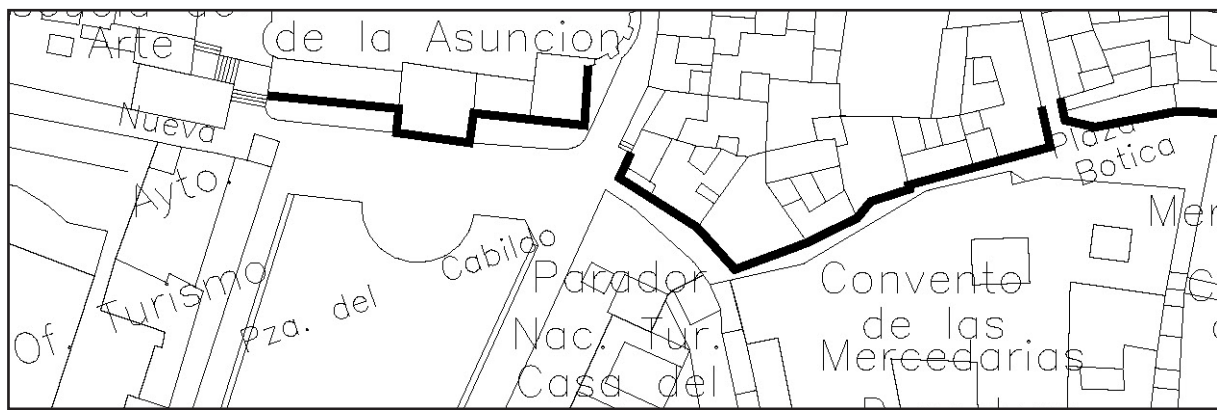 Arte
de la Asuncion
Nueva
Ayto.
Of. Turismo
Pza. del Cabildo
Parador
Nac. Tur.
Casa del
Plaza
Botica
Convento
de las
Mercedarias